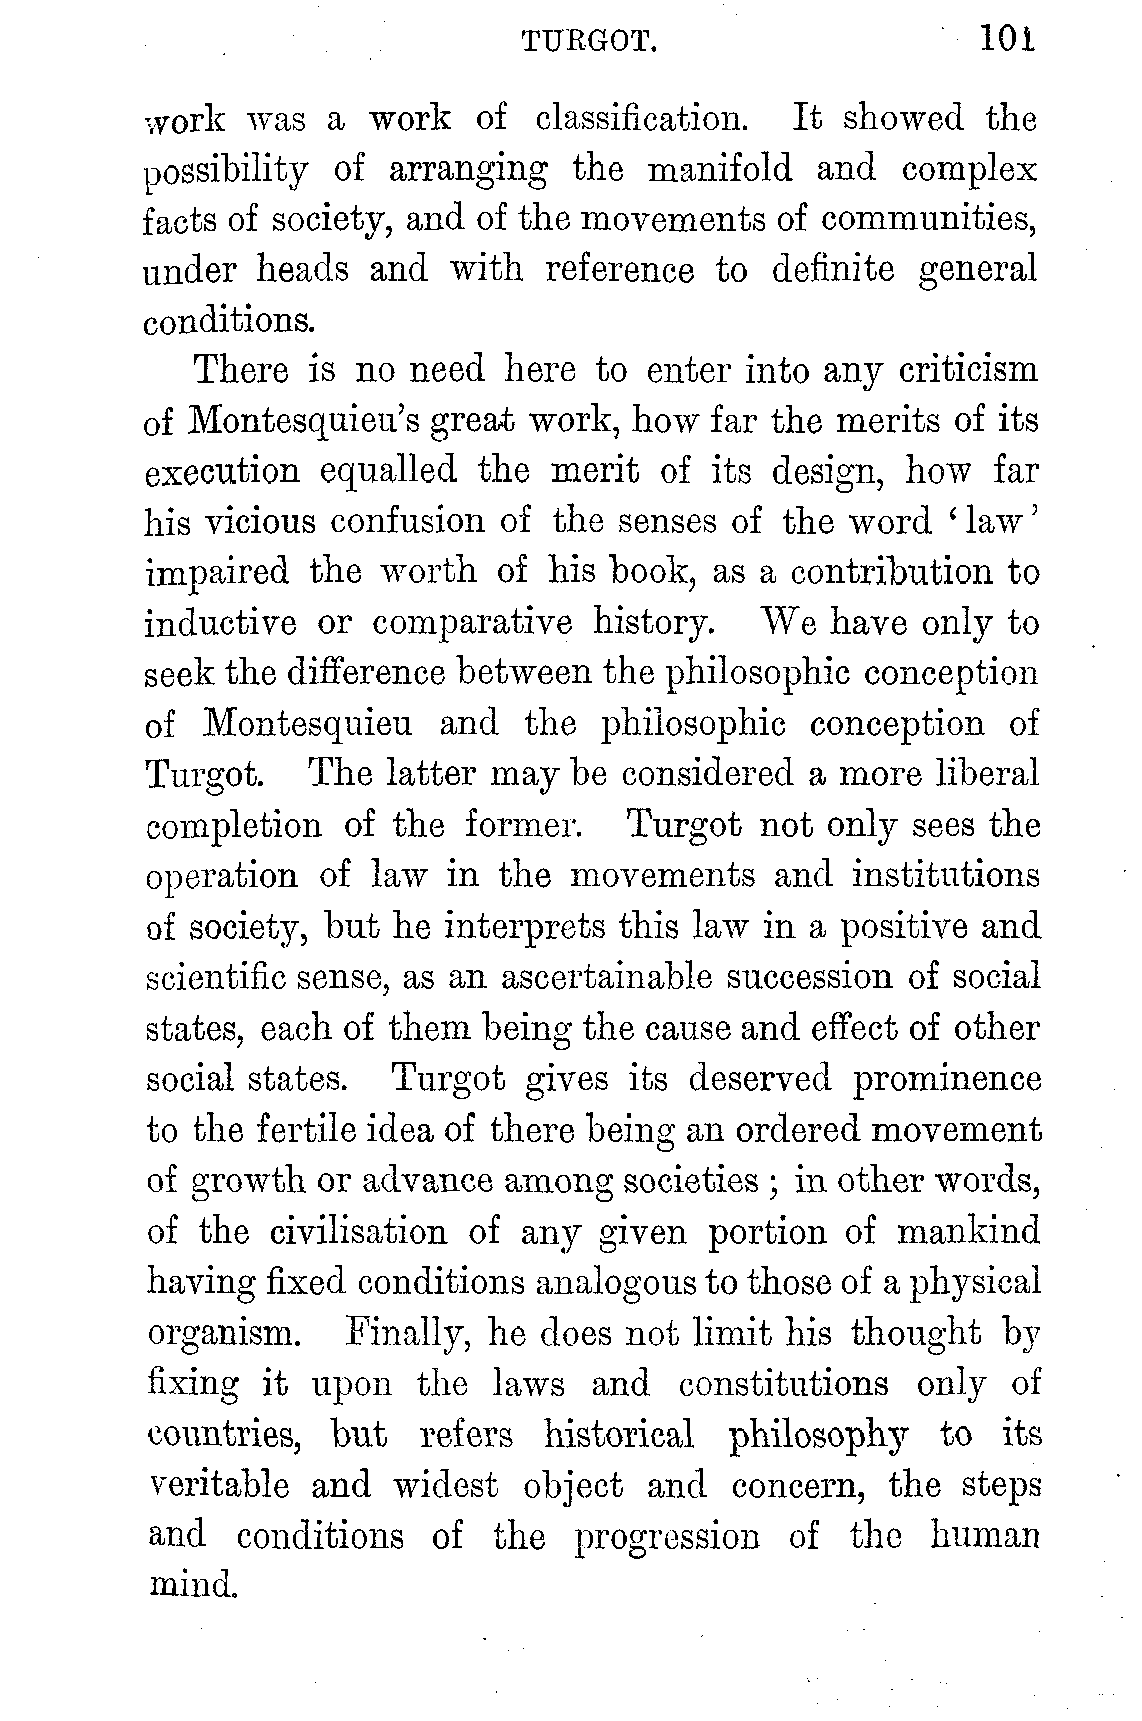 TURGOT. 101
work was a work of classification. It showed the
possibility of arranging the manifold and complex
facts of society, and of the movements of communities,
under heads and with reference to definite general
conditions.
There is no need here to enter into any criticism
of Montesquieu's great work, how far the merits of its
execution equalled the merit of its design, how far
his vicious confusion of the senses of the word ‘law’
impaired the worth of his book, as a contribution to
inductive or comparative history. We have only to
seek the difference between the philosophic conception
of Montesquieu and the philosophic conception of
Turgot. The latter may be considered a more liberal
completion of the former. Turgot not only sees the
operation of law in the movements and institutions
of society, but he interprets this law in a positive and
scientific sense, as an ascertainable succession of social
states, each of them being the cause and effect of other
social states. Turgot gives its deserved prominence
to the fertile idea of there being an ordered movement
of growth or advance among societies; in other words,
of the civilisation of any given portion of mankind
having fixed conditions analogous to those of a physical
organism. Finally, he does not limit his thought by
fixing it upon the laws and constitutions only of
countries, but refers historical philosophy to its
veritable and widest object and concern, the steps
and conditions of the progression of the human
mind.